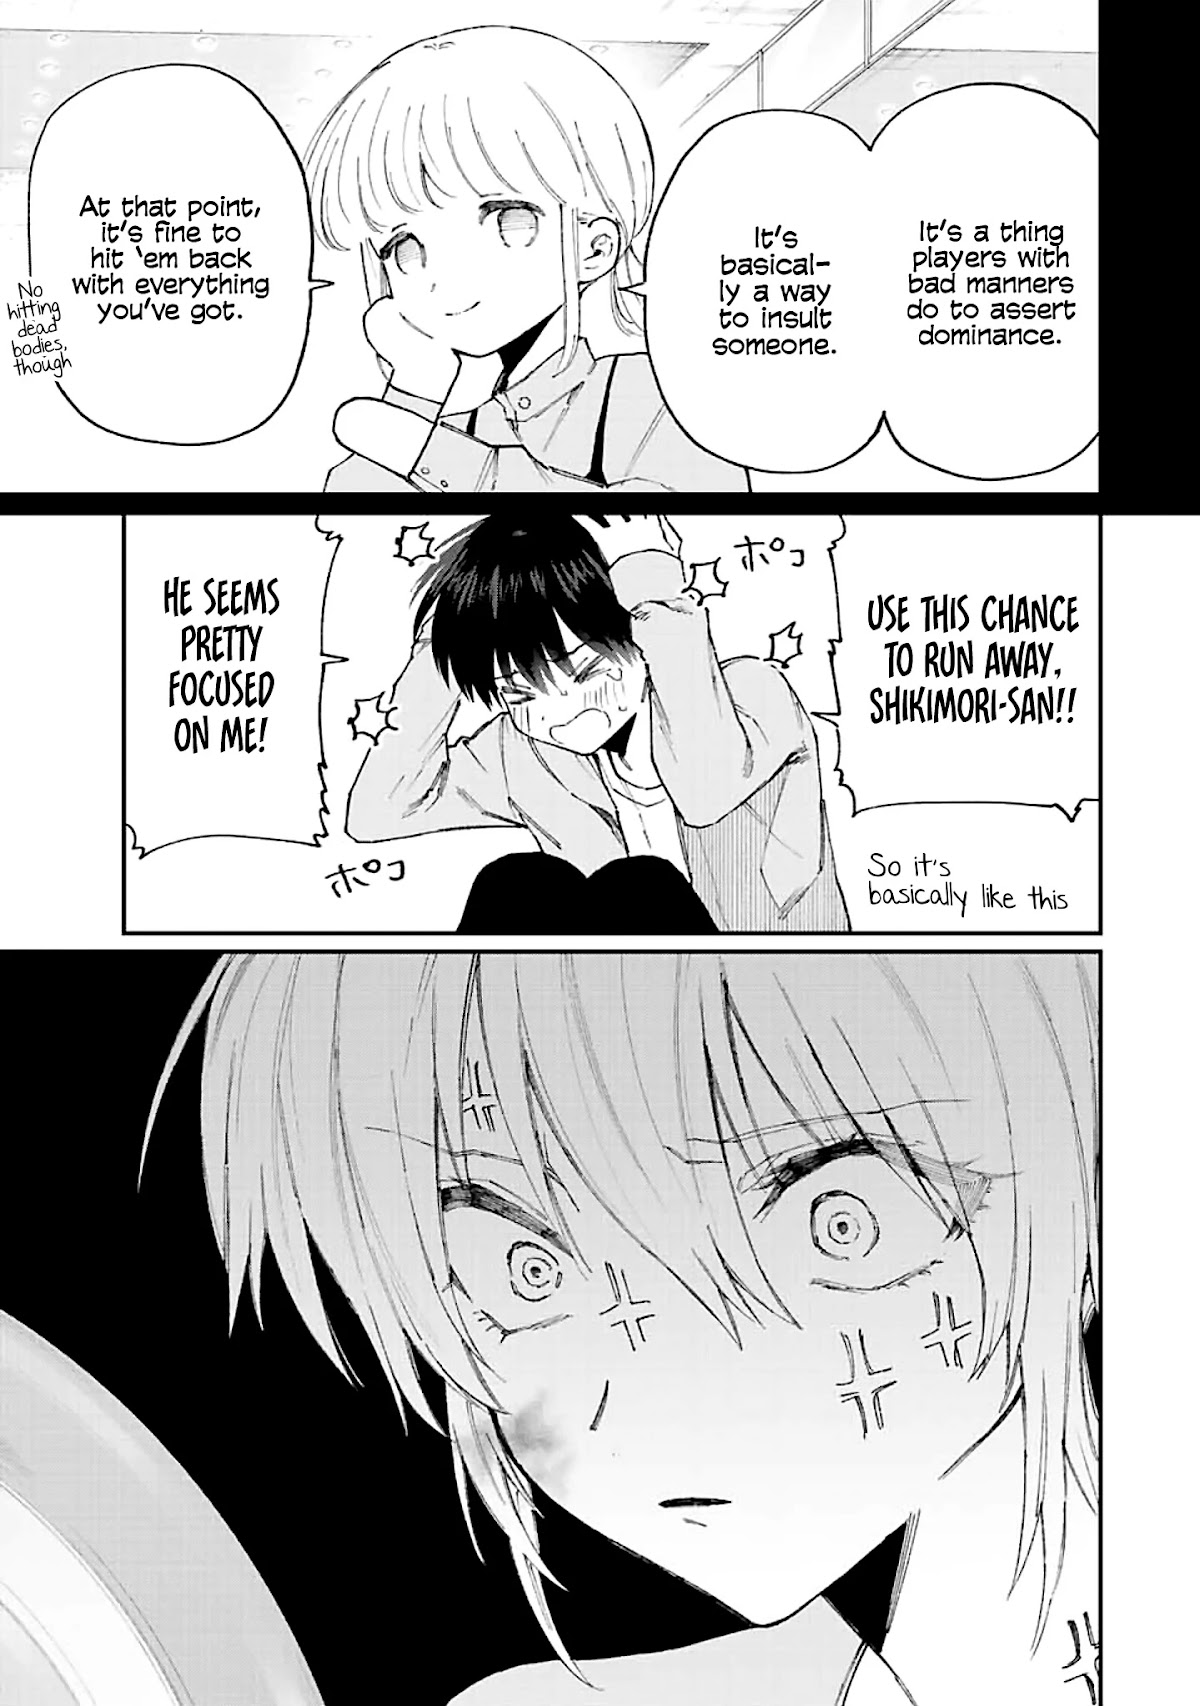 It's a thing
players with
bad manners
do to assert
dominance.
It's
basical-
ly a way
to insult
someone.
At that point,
it's fine to
hit 'em back
with everything
you've got.
No
hitting
dead
bodies,
though
USE THIS CHANCE
TO RUN AWAY,
SHIKIMORI-SAN!!
ポコ
So it's
basically like this
HE SEEMS
PRETTY
FOCUSED
ON ME!
ポコ